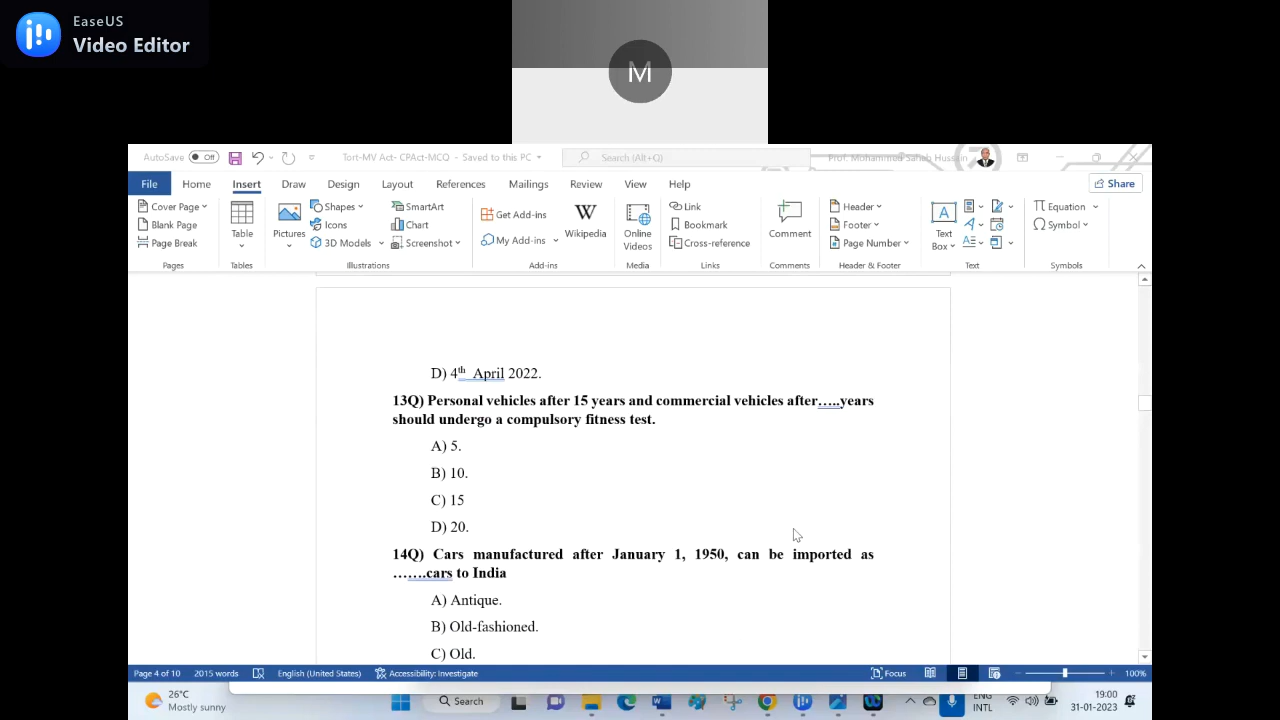 EaseUS
Video Editor
M
AutoSave Off Tort-MV Act- CPAct-MCQ - Saved to this PC Search (Alt+Q) Prof. Mohammed Saheb Hussain
File Home Insert Draw Design Layout References Mailings Review View Help Share
Cover Page
Blank Page
Page Break
Pages
Table
Tables
Pictures
Shapes
Icons
3D Models
SmartArt
Chart
Screenshot
Illustrations
Get Add-ins
My Add-ins
Wikipedia
Add-ins
Online
Videos
Media
Link
Bookmark
Cross-reference
Links
Comment
Comments
Header
Footer
Page Number
Header & Footer
Text
Box
Text
Equation
Symbol
Symbols
D) 4th April 2022.
13Q) Personal vehicles after 15 years and commercial vehicles after…..years
should undergo a compulsory fitness test.
A) 5.
B) 10.
C) 15
D) 20.
14Q) Cars manufactured after January 1, 1950, can be imported as
…….cars to India
A) Antique.
B) Old-fashioned.
C) Old.
Page 4 of 10 2015 words English (United States) Accessibility: Investigate Focus 100%
26°C
Mostly sunny
Search
ENG
INTL
19:00
31-01-2023